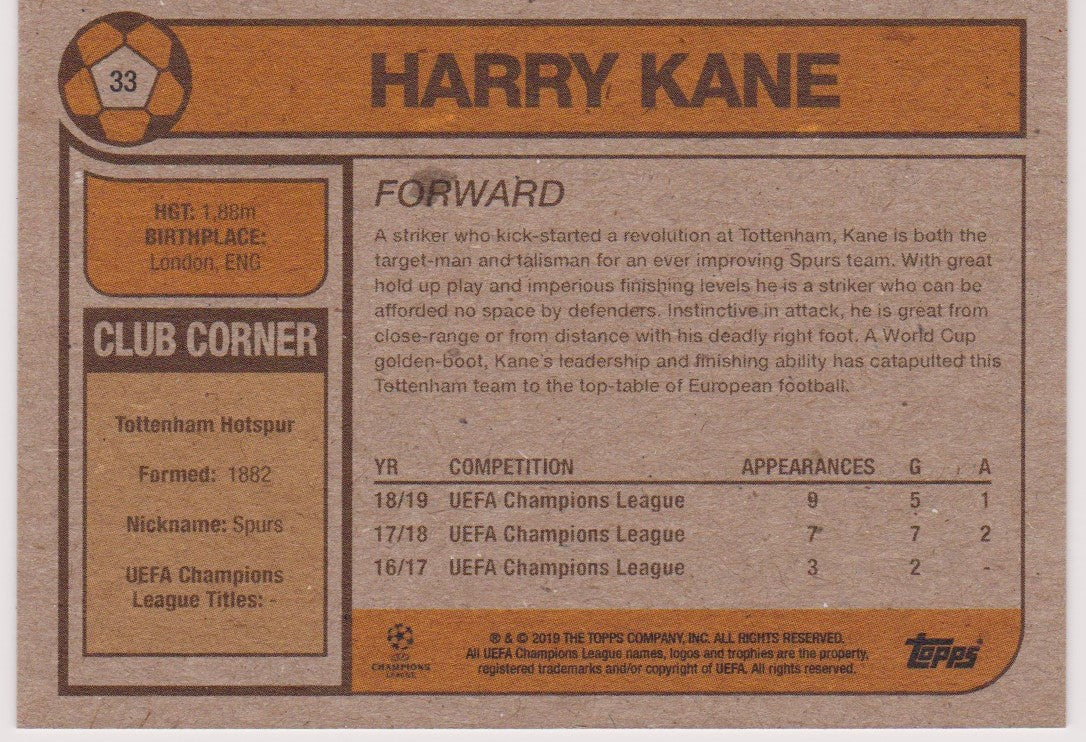 33
HARRY KANE
HGT: 1,88m
BIRTHPLACE:
London, ENG
CLUB CORNER
Tottenham Hotspur
Formed: 1882
Nickname: Spurs
UEFA Champions
League Titles: -
FORWARD
A striker who kick-started a revolution at Tottenham, Kane is both the
target-man and talisman for an ever improving Spurs team. With great
hold up play and imperious finishing levels he is a striker who can be
afforded no space by defenders. Instinctive in attack, he is great from
close-range or from distance with his deadly right foot. A World Cup
golden-boot, Kane's leadership and finishing ability has catapulted this
Tottenham team to the top-table of European football.
YR COMPETITION APPEARANCES G A
18/19 UEFA Champions League 9 5 1
17/18 UEFA Champions League 7 7 2
16/17 UEFA Champions League 3 2 -
UEFA
CHAMPIONS
LEAGUE
® & © 2019 THE TOPPS COMPANY, INC. ALL RIGHTS RESERVED.
All UEFA Champions League names, logos and trophies are the property,
registered trademarks and/or copyright of UEFA. All rights reserved.
Topps®